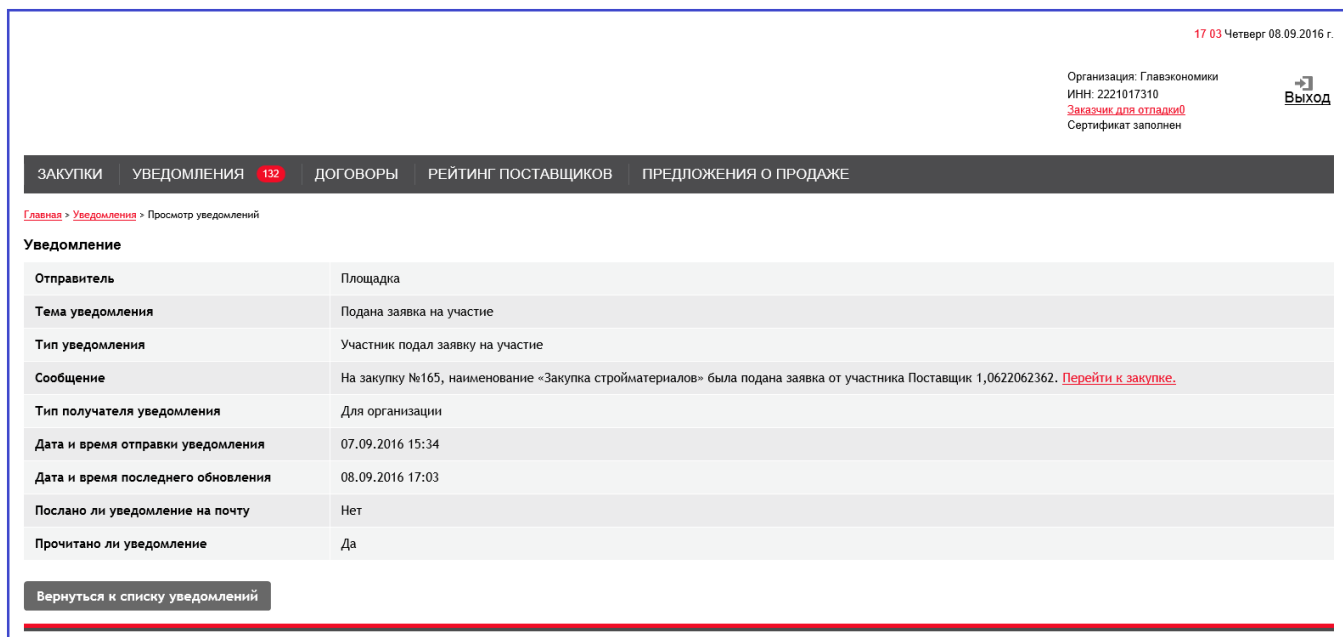 17 03 Четверг 08.09.2016 г.
Организация: Главэкономики
ИНН: 2221017310
Заказчик для отладки0
Сертификат заполнен
Выход
ЗАКУПКИ УВЕДОМЛЕНИЯ 132 ДОГОВОРЫ РЕЙТИНГ ПОСТАВЩИКОВ ПРЕДЛОЖЕНИЯ О ПРОДАЖЕ
Главная > Уведомления > Просмотр уведомлений
Уведомление
Отправитель Площадка
Тема уведомления Подана заявка на участие
Тип уведомления Участник подал заявку на участие
Сообщение На закупку №165, наименование «Закупка стройматериалов» была подана заявка от участника Поставщик 1,0622062362. Перейти к закупке.
Тип получателя уведомления Для организации
Дата и время отправки уведомления 07.09.2016 15:34
Дата и время последнего обновления 08.09.2016 17:03
Послано ли уведомление на почту Нет
Прочитано ли уведомление Да
Вернуться к списку уведомлений